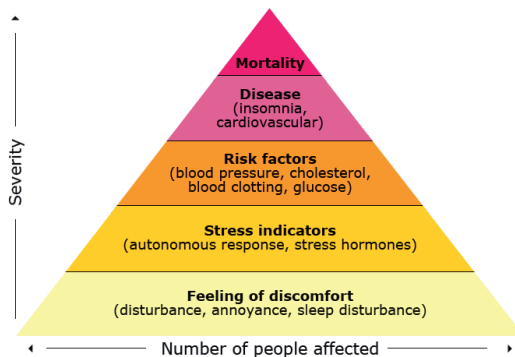 Mortality
Disease
(insomnia,
cardiovascular)
Risk factors
(blood pressure, cholesterol,
blood clotting, glucose)
Stress indicators
(autonomous response, stress hormones)
Feeling of discomfort
(disturbance, annoyance, sleep disturbance)
Severity
Number of people affected